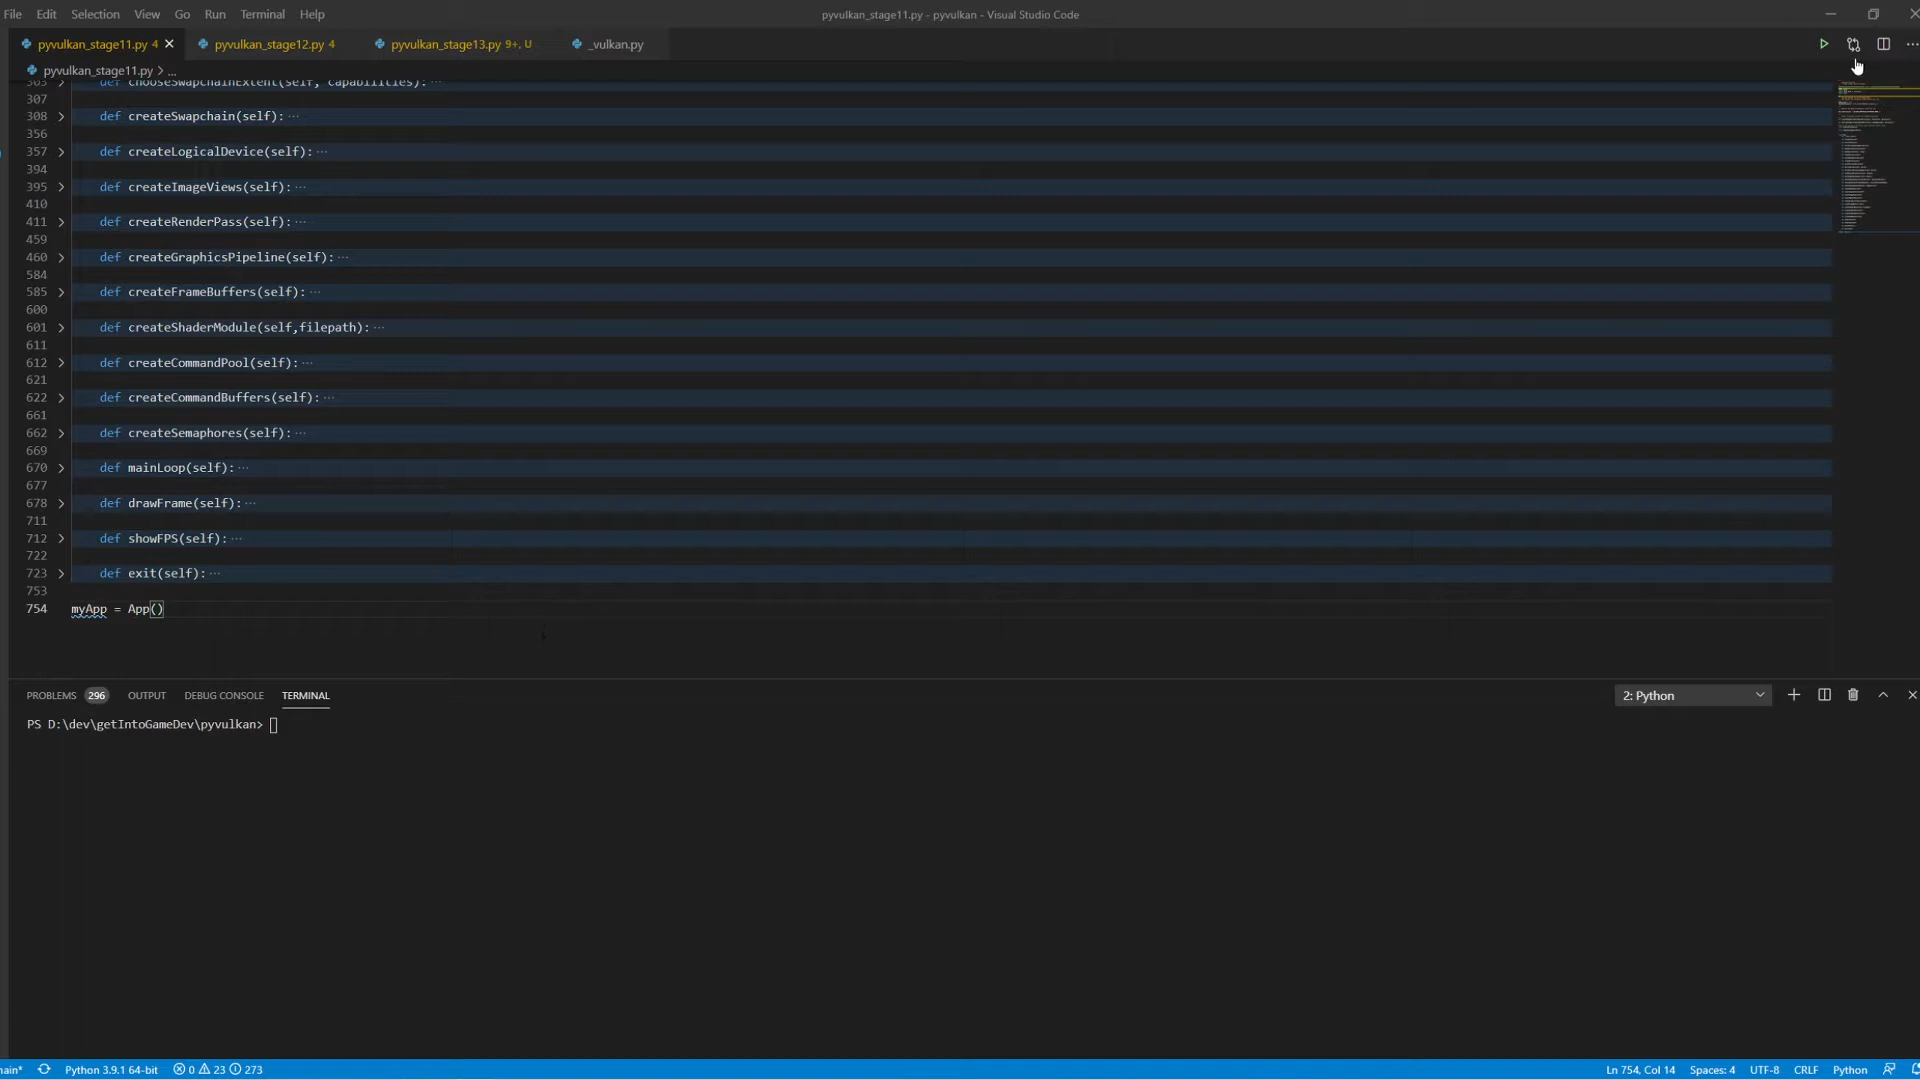 File Edit Selection View Go Run Terminal Help pyvulkan_stage11.py - pyvulkan - Visual Studio Code
pyvulkan_stage11.py 4 pyvulkan_stage12.py 4 pyvulkan_stage13.py 9+, U _vulkan.py
pyvulkan_stage11.py > ...
303 def chooseSwapchainExtent(self, capabilities): ...
307
308 def createSwapchain(self): ...
356
357 def createLogicalDevice(self): ...
394
395 def createImageViews(self): ...
410
411 def createRenderPass(self): ...
459
460 def createGraphicsPipeline(self): ...
584
585 def createFrameBuffers(self): ...
600
601 def createShaderModule(self,filepath): ...
611
612 def createCommandPool(self): ...
621
622 def createCommandBuffers(self): ...
661
662 def createSemaphores(self): ...
669
670 def mainLoop(self): ...
677
678 def drawFrame(self): ...
711
712 def showFPS(self): ...
722
723 def exit(self): ...
753
754 myApp = App()
PROBLEMS 296 OUTPUT DEBUG CONSOLE TERMINAL 2: Python
PS D:\dev\getIntoGameDev\pyvulkan>
main* Python 3.9.1 64-bit 0 23 273 Ln 754, Col 14 Spaces: 4 UTF-8 CRLF Python